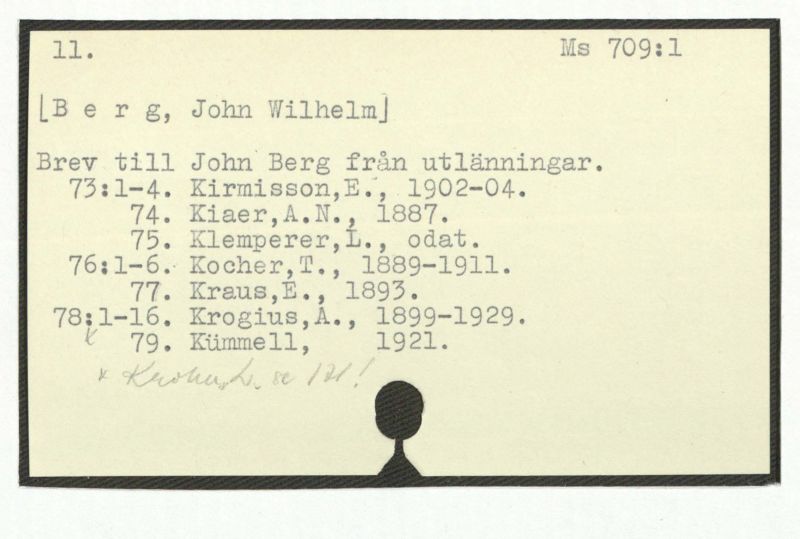 11. Ms 709:1
[B e r g, John Wilhelm]
Brev till John Berg från utlänningar.
73:1-4. Kirmisson,E., 1902-04.
74. Kiaer,A.N., 1887.
75. Klemperer,L., odat.
76:1-6. Kocher,T., 1889-1911.
77. Kraus,E., 1893.
78:1-16. Krogius,A., 1899-1929.
x 79. Kümmell, 1921.
x se 121!